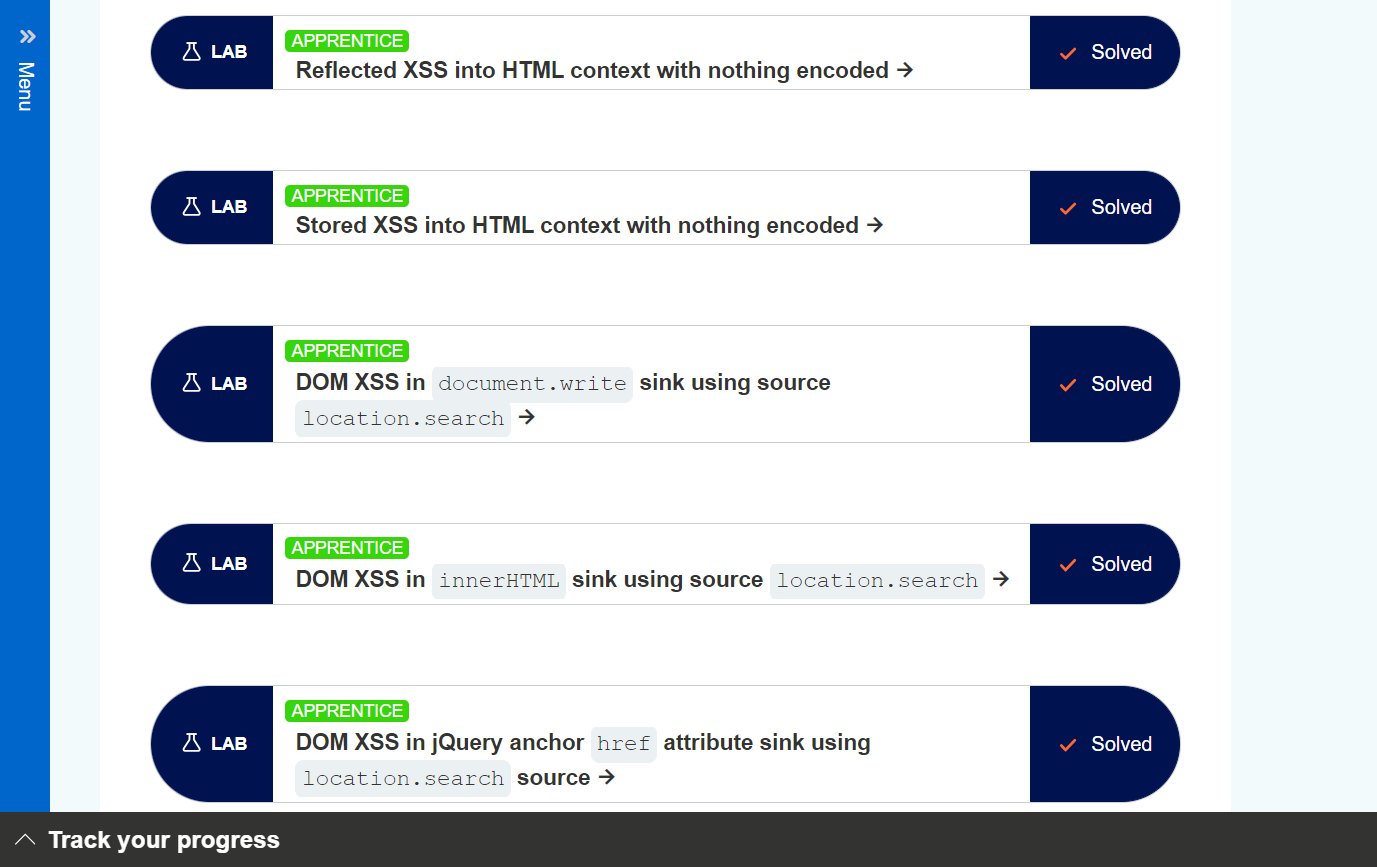 Menu
LAB
APPRENTICE
Reflected XSS into HTML context with nothing encoded →
Solved
LAB
APPRENTICE
Stored XSS into HTML context with nothing encoded →
Solved
LAB
APPRENTICE
DOM XSS in document.write sink using source
location.search →
Solved
LAB
APPRENTICE
DOM XSS in innerHTML sink using source location.search →
Solved
LAB
APPRENTICE
DOM XSS in jQuery anchor href attribute sink using
location.search source →
Solved
Track your progress